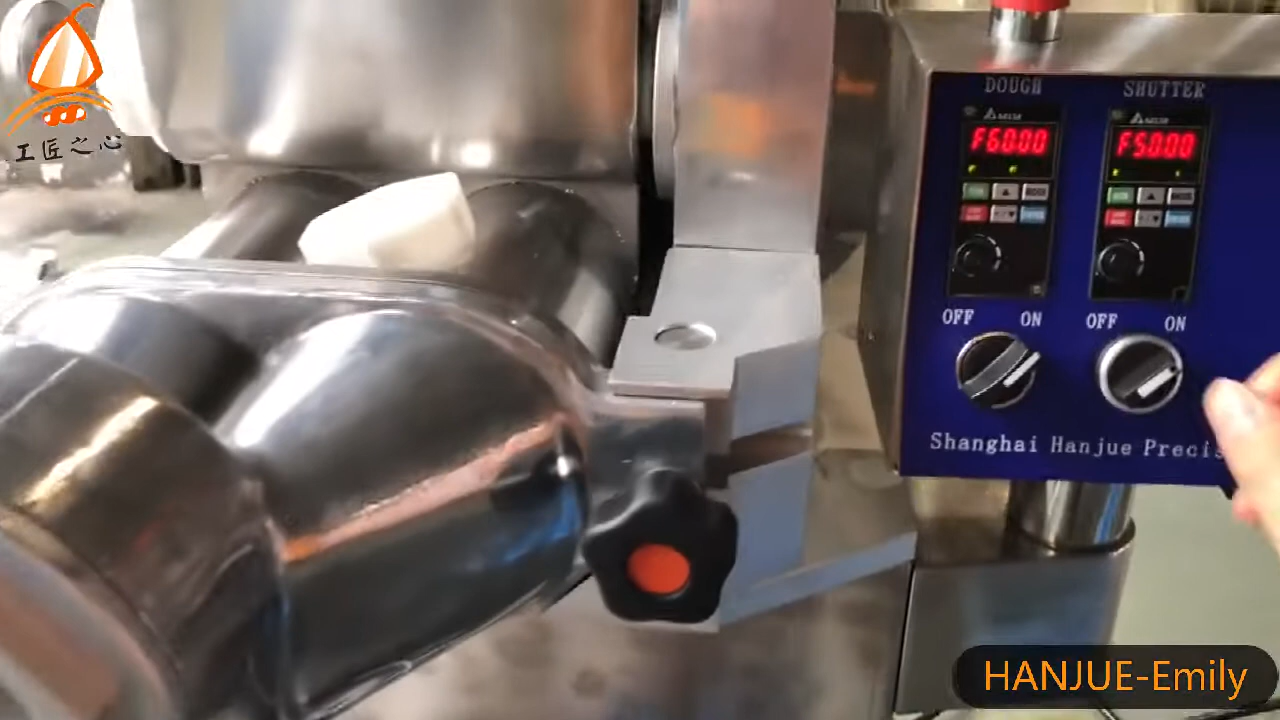 工匠之心
DOUGH
SHUTTER
F60.00
F50.00
OFF
ON
OFF
ON
Shanghai Hanjue Precis
HANJUE-Emily